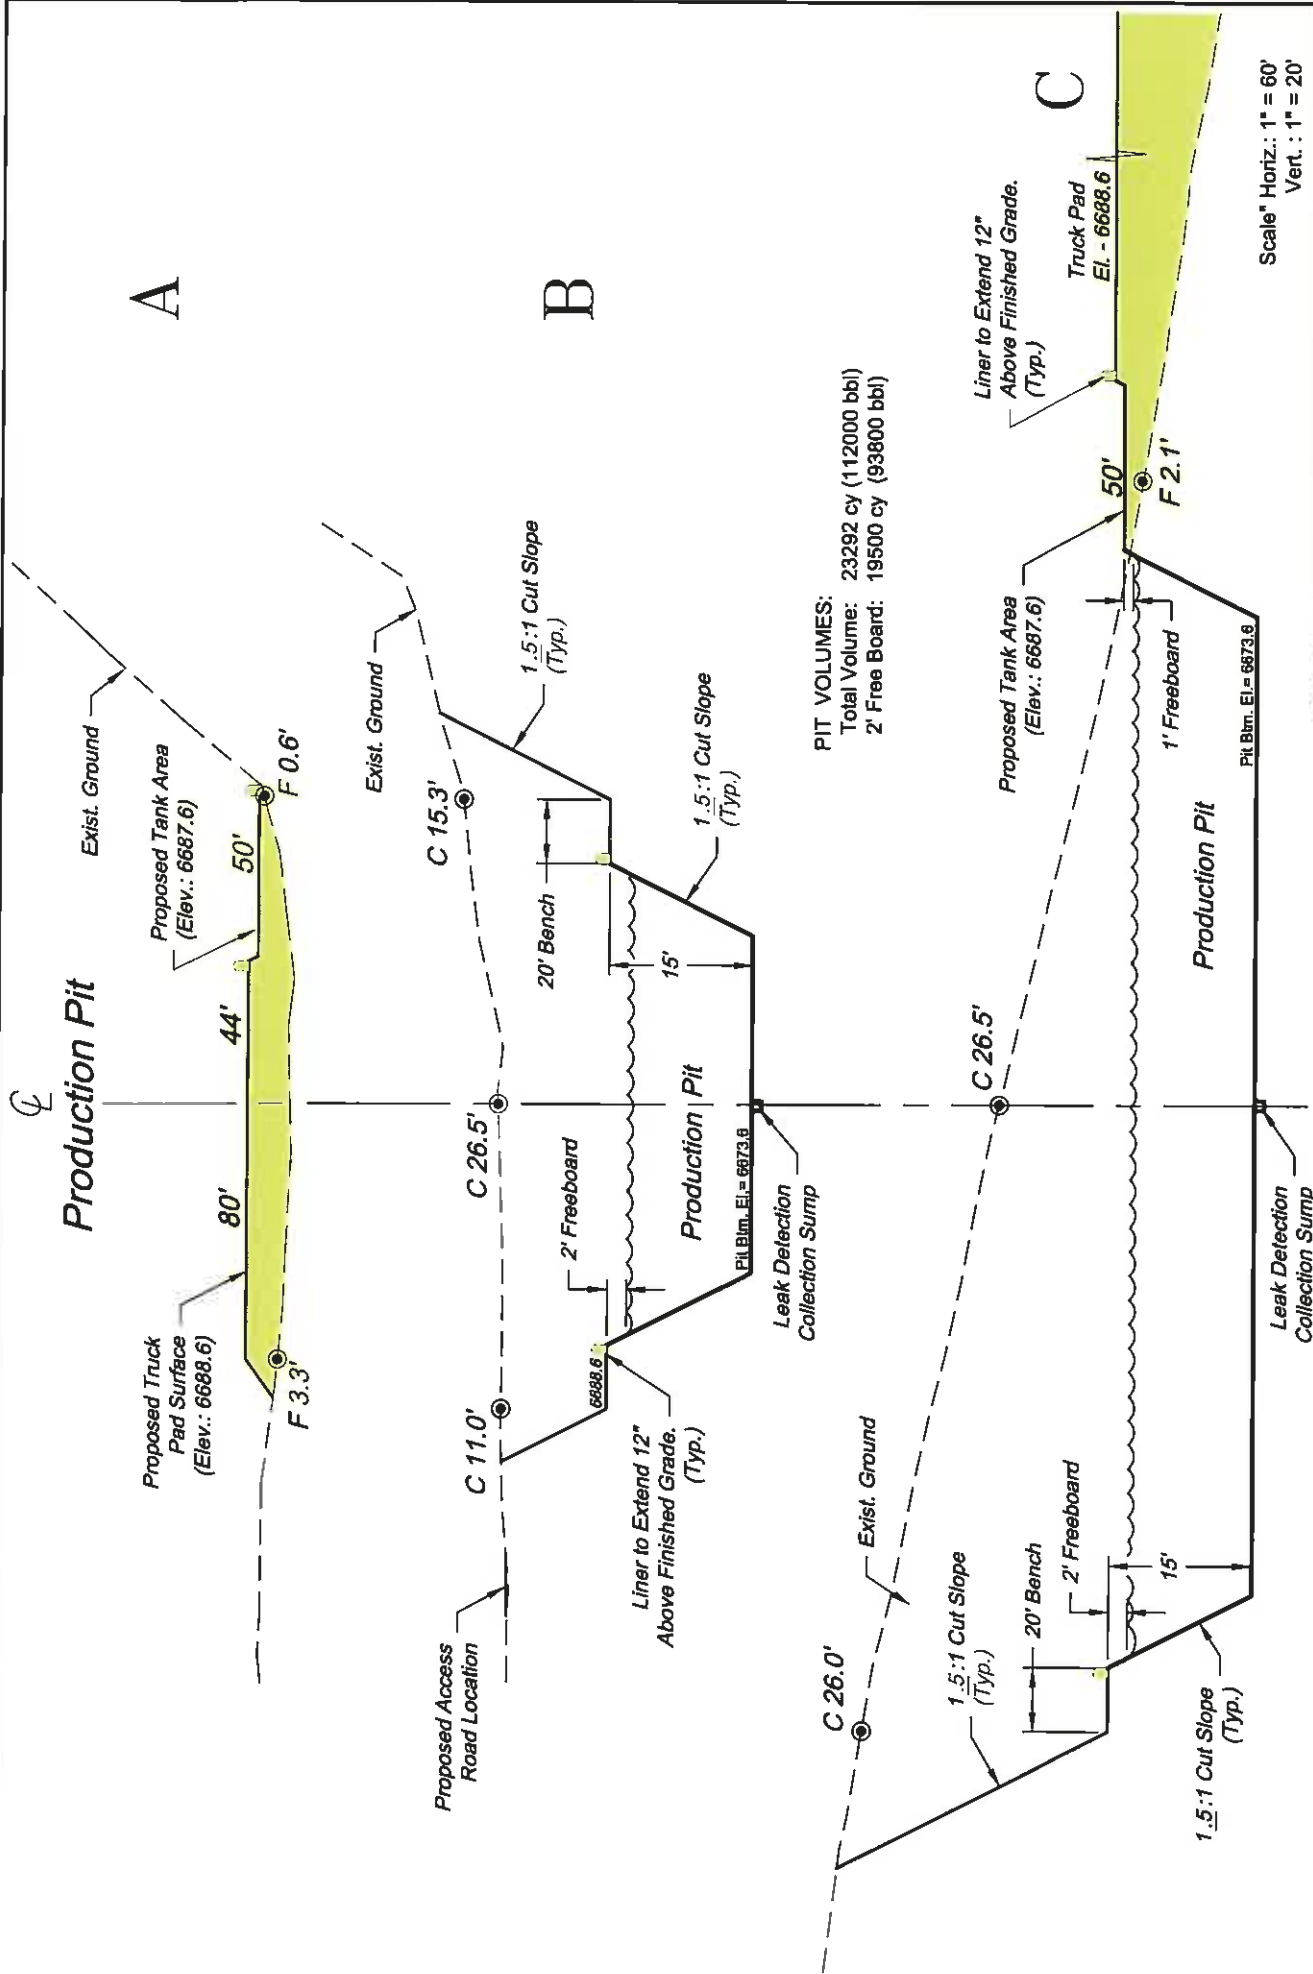 ℄
Production Pit
Exist. Ground
Proposed Tank Area
(Elev.: 6687.6)
Proposed Truck
Pad Surface
(Elev.: 6688.6)
80'
44'
50'
F 3.3'
F 0.6'
A
Proposed Access
Road Location
C 11.0'
C 26.5'
C 15.3'
Exist. Ground
1.5:1 Cut Slope
(Typ.)
20' Bench
2' Freeboard
6688.6
15'
1.5:1 Cut Slope
(Typ.)
Production Pit
Pit Btm. El.= 6673.6
Liner to Extend 12"
Above Finished Grade.
(Typ.)
Leak Detection
Collection Sump
B
PIT VOLUMES:
Total Volume: 23292 cy (112000 bbl)
2' Free Board: 19500 cy (93800 bbl)
C 26.0'
Exist. Ground
C 26.5'
1.5:1 Cut Slope
(Typ.)
20' Bench
2' Freeboard
15'
1.5:1 Cut Slope
(Typ.)
Proposed Tank Area
(Elev.: 6687.6)
Liner to Extend 12"
Above Finished Grade.
(Typ.)
Truck Pad
El. - 6688.6
50'
F 2.1'
1' Freeboard
Production Pit
Pit Btm. El.= 6673.6
Leak Detection
Collection Sump
C
Scale" Horiz.: 1" = 60'
Vert. : 1" = 20'